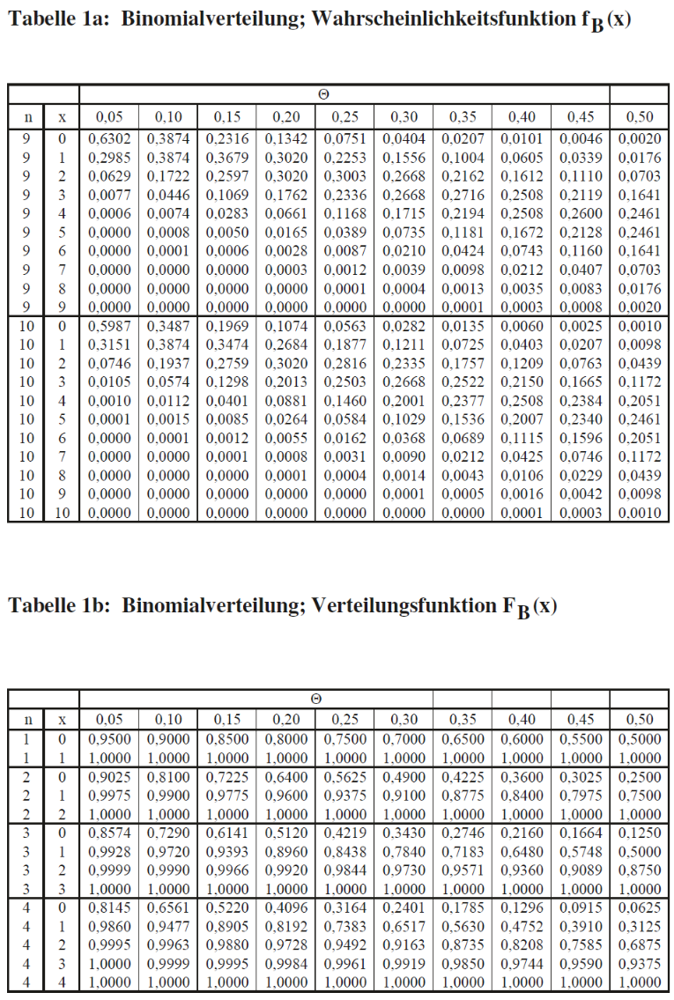 Tabelle 1a: Binomialverteilung; Wahrscheinlichkeitsfunktion f B (x)
Θ
n x 0,05 0,10 0,15 0,20 0,25 0,30 0,35 0,40 0,45 0,50
9 0 0,6302 0,3874 0,2316 0,1342 0,0751 0,0404 0,0207 0,0101 0,0046 0,0020
9 1 0,2985 0,3874 0,3679 0,3020 0,2253 0,1556 0,1004 0,0605 0,0339 0,0176
9 2 0,0629 0,1722 0,2597 0,3020 0,3003 0,2668 0,2162 0,1612 0,1110 0,0703
9 3 0,0077 0,0446 0,1069 0,1762 0,2336 0,2668 0,2716 0,2508 0,2119 0,1641
9 4 0,0006 0,0074 0,0283 0,0661 0,1168 0,1715 0,2194 0,2508 0,2600 0,2461
9 5 0,0000 0,0008 0,0050 0,0165 0,0389 0,0735 0,1181 0,1672 0,2128 0,2461
9 6 0,0000 0,0001 0,0006 0,0028 0,0087 0,0210 0,0424 0,0743 0,1160 0,1641
9 7 0,0000 0,0000 0,0000 0,0003 0,0012 0,0039 0,0098 0,0212 0,0407 0,0703
9 8 0,0000 0,0000 0,0000 0,0000 0,0001 0,0004 0,0013 0,0035 0,0083 0,0176
9 9 0,0000 0,0000 0,0000 0,0000 0,0000 0,0000 0,0001 0,0003 0,0008 0,0020
10 0 0,5987 0,3487 0,1969 0,1074 0,0563 0,0282 0,0135 0,0060 0,0025 0,0010
10 1 0,3151 0,3874 0,3474 0,2684 0,1877 0,1211 0,0725 0,0403 0,0207 0,0098
10 2 0,0746 0,1937 0,2759 0,3020 0,2816 0,2335 0,1757 0,1209 0,0763 0,0439
10 3 0,0105 0,0574 0,1298 0,2013 0,2503 0,2668 0,2522 0,2150 0,1665 0,1172
10 4 0,0010 0,0112 0,0401 0,0881 0,1460 0,2001 0,2377 0,2508 0,2384 0,2051
10 5 0,0001 0,0015 0,0085 0,0264 0,0584 0,1029 0,1536 0,2007 0,2340 0,2461
10 6 0,0000 0,0001 0,0012 0,0055 0,0162 0,0368 0,0689 0,1115 0,1596 0,2051
10 7 0,0000 0,0000 0,0001 0,0008 0,0031 0,0090 0,0212 0,0425 0,0746 0,1172
10 8 0,0000 0,0000 0,0000 0,0001 0,0004 0,0014 0,0043 0,0106 0,0229 0,0439
10 9 0,0000 0,0000 0,0000 0,0000 0,0000 0,0001 0,0005 0,0016 0,0042 0,0098
10 10 0,0000 0,0000 0,0000 0,0000 0,0000 0,0000 0,0000 0,0001 0,0003 0,0010
Tabelle 1b: Binomialverteilung; Verteilungsfunktion F B (x)
Θ
n x 0,05 0,10 0,15 0,20 0,25 0,30 0,35 0,40 0,45 0,50
1 0 0,9500 0,9000 0,8500 0,8000 0,7500 0,7000 0,6500 0,6000 0,5500 0,5000
1 1 1,0000 1,0000 1,0000 1,0000 1,0000 1,0000 1,0000 1,0000 1,0000 1,0000
2 0 0,9025 0,8100 0,7225 0,6400 0,5625 0,4900 0,4225 0,3600 0,3025 0,2500
2 1 0,9975 0,9900 0,9775 0,9600 0,9375 0,9100 0,8775 0,8400 0,7975 0,7500
2 2 1,0000 1,0000 1,0000 1,0000 1,0000 1,0000 1,0000 1,0000 1,0000 1,0000
3 0 0,8574 0,7290 0,6141 0,5120 0,4219 0,3430 0,2746 0,2160 0,1664 0,1250
3 1 0,9928 0,9720 0,9393 0,8960 0,8438 0,7840 0,7183 0,6480 0,5748 0,5000
3 2 0,9999 0,9990 0,9966 0,9920 0,9844 0,9730 0,9571 0,9360 0,9089 0,8750
3 3 1,0000 1,0000 1,0000 1,0000 1,0000 1,0000 1,0000 1,0000 1,0000 1,0000
4 0 0,8145 0,6561 0,5220 0,4096 0,3164 0,2401 0,1785 0,1296 0,0915 0,0625
4 1 0,9860 0,9477 0,8905 0,8192 0,7383 0,6517 0,5630 0,4752 0,3910 0,3125
4 2 0,9995 0,9963 0,9880 0,9728 0,9492 0,9163 0,8735 0,8208 0,7585 0,6875
4 3 1,0000 0,9999 0,9995 0,9984 0,9961 0,9919 0,9850 0,9744 0,9590 0,9375
4 4 1,0000 1,0000 1,0000 1,0000 1,0000 1,0000 1,0000 1,0000 1,0000 1,0000